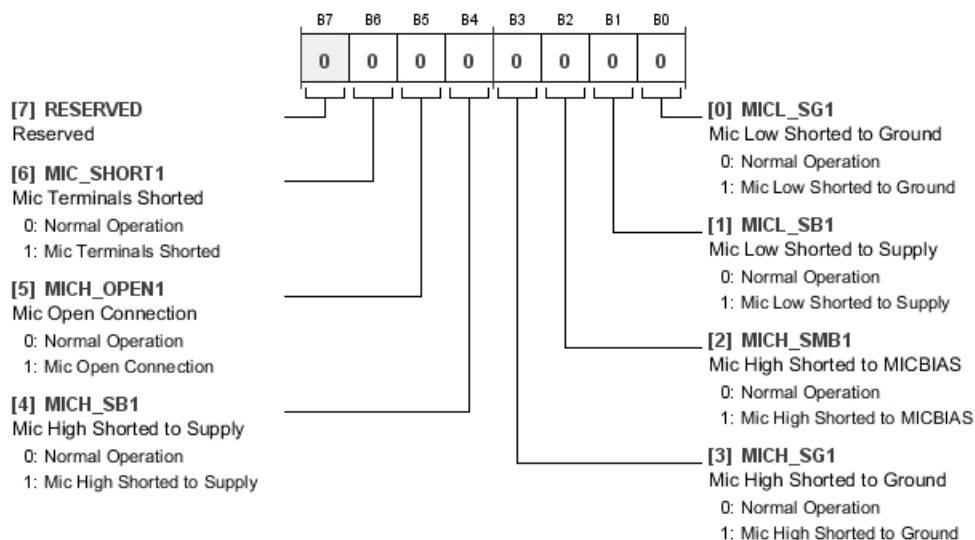 B7 B6 B5 B4 B3 B2 B1 B0
0 0 0 0 0 0 0 0
[7] RESERVED
Reserved
[6] MIC_SHORT1
Mic Terminals Shorted
0: Normal Operation
1: Mic Terminals Shorted
[5] MICH_OPEN1
Mic Open Connection
0: Normal Operation
1: Mic Open Connection
[4] MICH_SB1
Mic High Shorted to Supply
0: Normal Operation
1: Mic High Shorted to Supply
[0] MICL_SG1
Mic Low Shorted to Ground
0: Normal Operation
1: Mic Low Shorted to Ground
[1] MICL_SB1
Mic Low Shorted to Supply
0: Normal Operation
1: Mic Low Shorted to Supply
[2] MICH_SMB1
Mic High Shorted to MICBIAS
0: Normal Operation
1: Mic High Shorted to MICBIAS
[3] MICH_SG1
Mic High Shorted to Ground
0: Normal Operation
1: Mic High Shorted to Ground